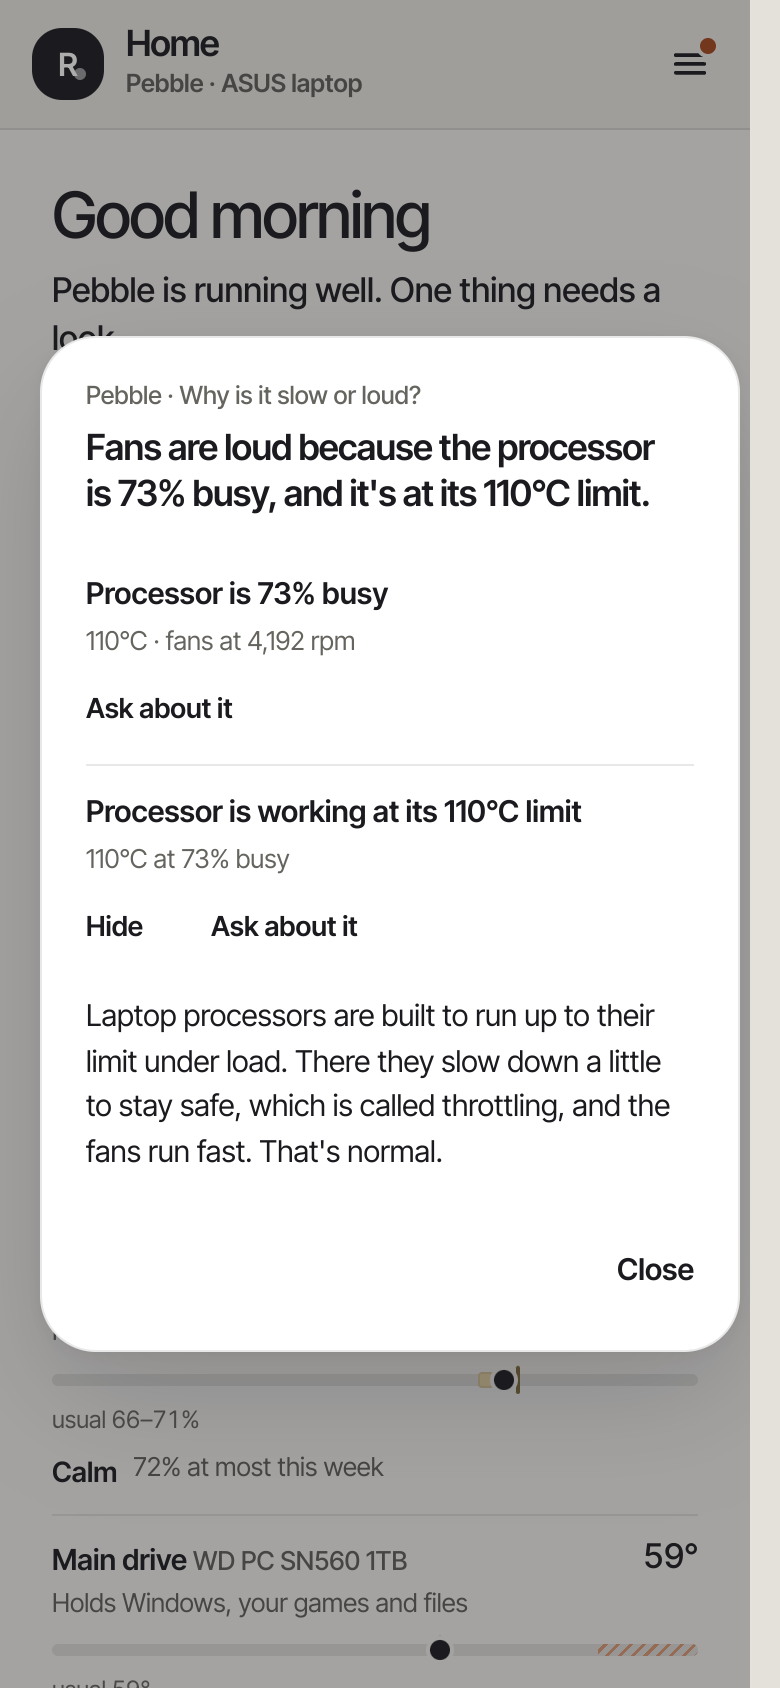 R
Home
Pebble · ASUS laptop
Good morning
Pebble is running well. One thing needs a
look
Pebble · Why is it slow or loud?
Fans are loud because the processor
is 73% busy, and it's at its 110°C limit.
Processor is 73% busy
110°C · fans at 4,192 rpm
Ask about it
Processor is working at its 110°C limit
110°C at 73% busy
Hide Ask about it
Laptop processors are built to run up to their
limit under load. There they slow down a little
to stay safe, which is called throttling, and the
fans run fast. That's normal.
Close
usual 66–71%
Calm 72% at most this week
Main drive WD PC SN560 1TB 59°
Holds Windows, your games and files
usual 59°